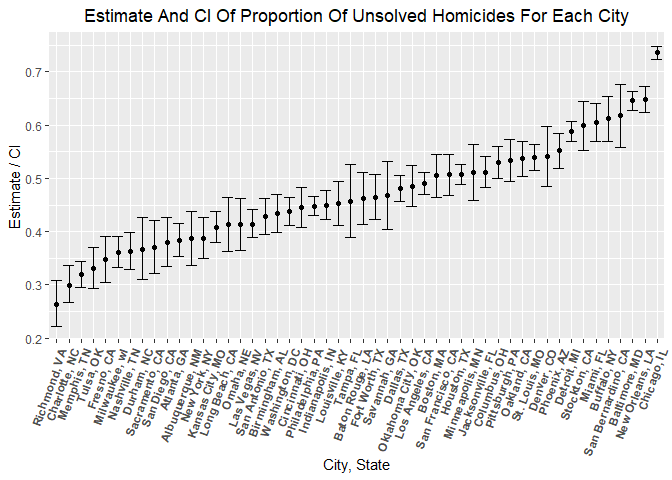 Estimate And CI Of Proportion Of Unsolved Homicides For Each City
Estimate / CI
0.7
0.6
0.5
0.4
0.3
0.2
Richmond, VA
Charlotte, NC
Memphis, TN
Tulsa, OK
Fresno, CA
Milwaukee, wI
Nashville, TN
Durham, NC
Sacramento, CA
San Diego, CA
Atlanta, GA
Albuquerque, NM
New York, NY
Kansas City, MO
Long Beach, CA
Omaha, NE
Las Vegas, NV
San Antonio, TX
Birmingham, AL
Washington, DC
Cincinnati, OH
Philadelphia, PA
Indianapolis, IN
Louisville, KY
Tampa, FL
Baton Rouge, LA
Fort Worth, TX
Savannah, GA
Dallas, TX
Oklahoma City, OK
Los Angeles, CA
Boston, MA
San Francisco, CA
Houston, TX
Minneapolis, MN
Jacksonville, FL
Columbus, OH
Pittsburgh, PA
Oakland, CA
St. Louis, MO
Denver, CO
Phoenix, AZ
Detroit, MI
Stockton, CA
Miami, FL
Buffalo, NY
San Bernardino, CA
Baltimore, MD
New Orleans, LA
Chicago, IL
City, State